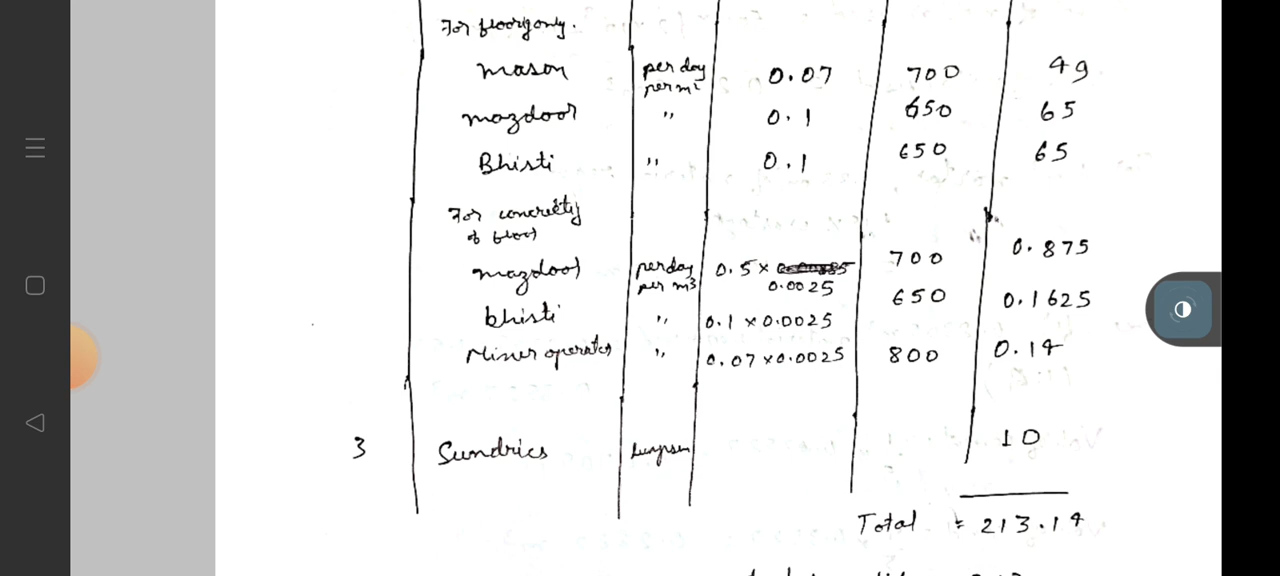 For flooring only.
mason per day per m² 0.07 700 49
mazdoor " 0.1 650 65
Bhisti " 0.1 650 65
For concreting
of floor
mazdoor per day per m3 0.5 × 0.0025 700 0.875
bhisti " 0.1 × 0.0025 650 0.1625
Mixer operator " 0.07 × 0.0025 800 0.14
3 Sundries Lumpsum 10
Total = 213.14